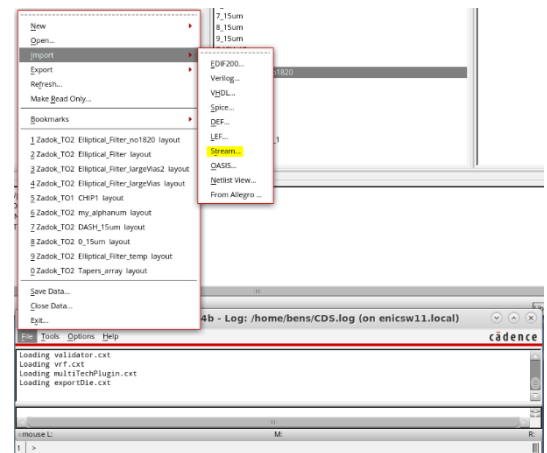 7_15um
8_15um
9_15um
o1820
_1
New
Open...
Import
Export
Refresh...
Make Read Only...
Bookmarks
1 Zadok_TO2 Elliptical_Filter_no1820 layout
2 Zadok_TO2 Elliptical_Filter layout
3 Zadok_TO2 Elliptical_Filter_largeVias2 layout
4 Zadok_TO2 Elliptical_Filter_largeVias layout
5 Zadok_TO1 CHIP1 layout
6 Zadok_TO2 my_alphanum layout
7 Zadok_TO2 DASH_15um layout
8 Zadok_TO2 0_15um layout
9 Zadok_TO2 Elliptical_Filter_temp layout
0 Zadok_TO2 Tapers_array layout
Save Data...
Close Data...
Exit...
EDIF200...
Verilog...
VHDL...
Spice...
DEF...
LEF...
Stream...
OASIS...
Netlist View...
From Allegro ...
4b - Log: /home/bens/CDS.log (on enicsw11.local)
File Tools Options Help
cādence
Loading validator.cxt
Loading vrf.cxt
Loading multiTechPlugin.cxt
Loading exportDie.cxt
mouse L: M: R:
1 >